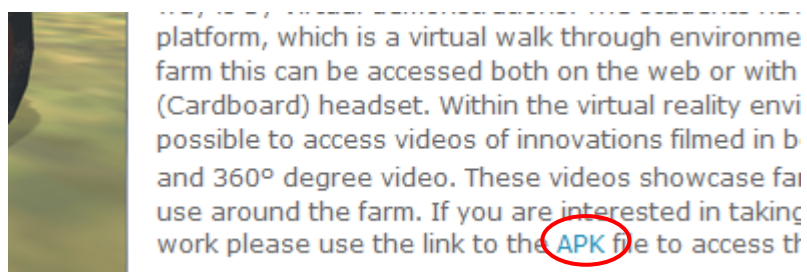 platform, which is a virtual walk through environme
farm this can be accessed both on the web or with
(Cardboard) headset. Within the virtual reality envi
possible to access videos of innovations filmed in b
and 360º degree video. These videos showcase far
use around the farm. If you are interested in taking
work please use the link to the APK file to access th